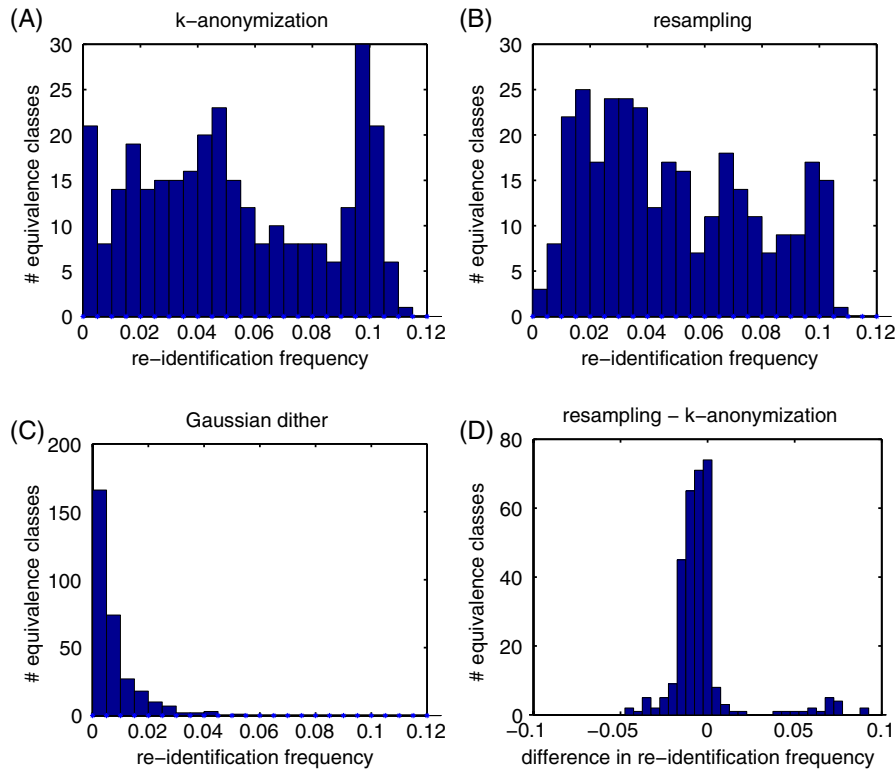 (A)
k−anonymization
30
25
20
15
10
5
0
# equivalence classes
0 0.02 0.04 0.06 0.08 0.1 0.12
re−identification frequency
(B)
resampling
30
25
20
15
10
5
0
# equivalence classes
0 0.02 0.04 0.06 0.08 0.1 0.12
re−identification frequency
(C)
Gaussian dither
200
150
100
50
0
# equivalence classes
0 0.02 0.04 0.06 0.08 0.1 0.12
re−identification frequency
(D)
resampling − k−anonymization
80
60
40
20
0
# equivalence classes
−0.1 −0.05 0 0.05 0.1
difference in re−identification frequency